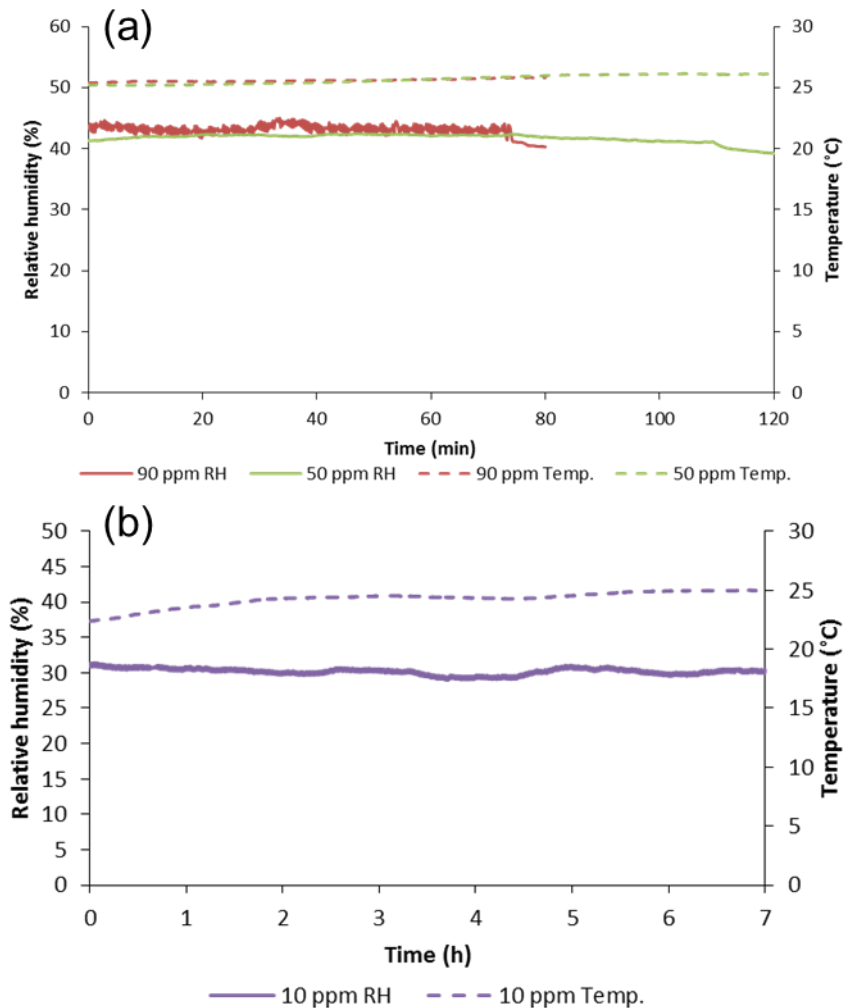 (a)
60
50
40
30
20
10
0
Relative humidity (%)
30
25
20
15
10
5
0
Temperature (°C)
0 20 40 60 80 100 120
Time (min)
90 ppm RH 50 ppm RH 90 ppm Temp. 50 ppm Temp.
(b)
50
45
40
35
30
25
20
15
10
5
0
Relative humidity (%)
30
25
20
15
10
5
0
Temperature (°C)
0 1 2 3 4 5 6 7
Time (h)
10 ppm RH 10 ppm Temp.